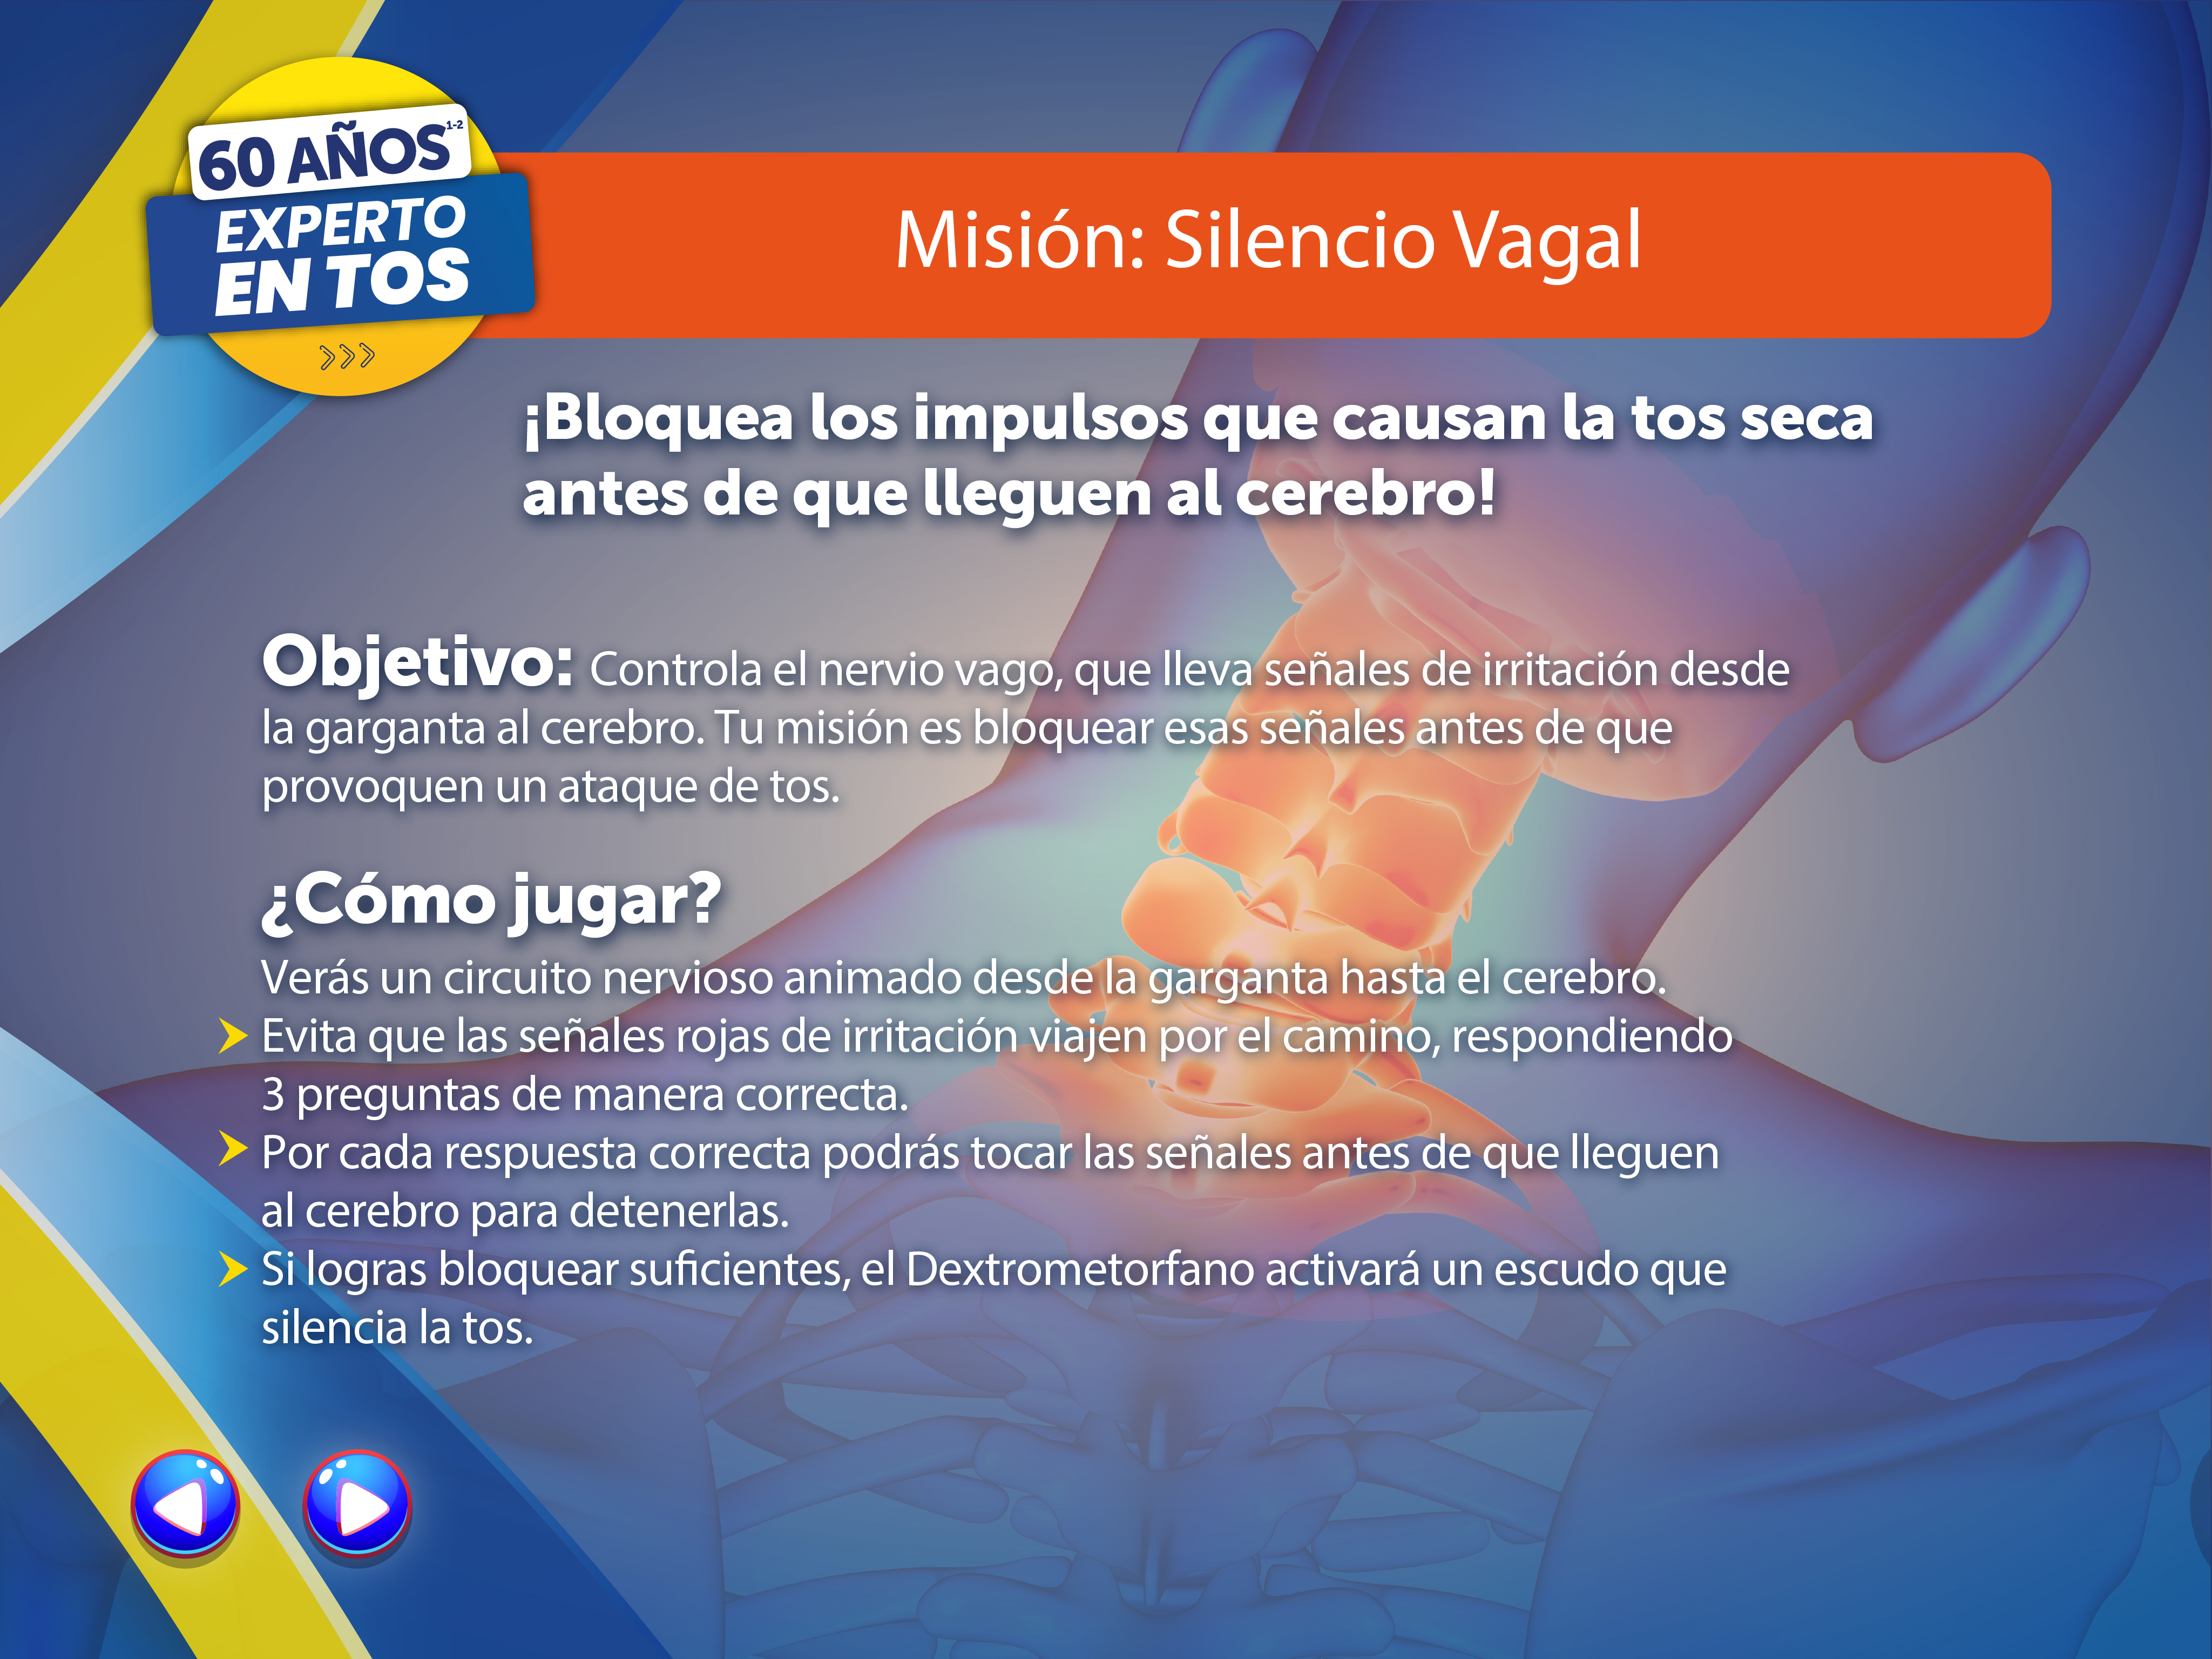 60 AÑOS¹⁻²
EXPERTO
EN TOS
Misión: Silencio Vagal
¡Bloquea los impulsos que causan la tos seca
antes de que lleguen al cerebro!
Objetivo: Controla el nervio vago, que lleva señales de irritación desde
la garganta al cerebro. Tu misión es bloquear esas señales antes de que
provoquen un ataque de tos.
¿Cómo jugar?
Verás un circuito nervioso animado desde la garganta hasta el cerebro.
Evita que las señales rojas de irritación viajen por el camino, respondiendo
3 preguntas de manera correcta.
Por cada respuesta correcta podrás tocar las señales antes de que lleguen
al cerebro para detenerlas.
Si logras bloquear suficientes, el Dextrometorfano activará un escudo que
silencia la tos.